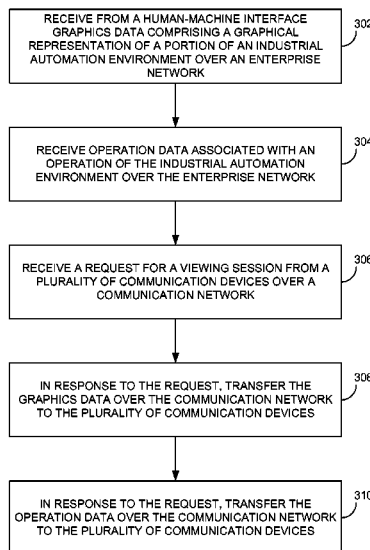 RECEIVE FROM A HUMAN-MACHINE INTERFACE
GRAPHICS DATA COMPRISING A GRAPHICAL
REPRESENTATION OF A PORTION OF AN INDUSTRIAL
AUTOMATION ENVIRONMENT OVER AN ENTERPRISE
NETWORK
302
RECEIVE OPERATION DATA ASSOCIATED WITH AN
OPERATION OF THE INDUSTRIAL AUTOMATION
ENVIRONMENT OVER THE ENTERPRISE NETWORK
304
RECEIVE A REQUEST FOR A VIEWING SESSION FROM A
PLURALITY OF COMMUNICATION DEVICES OVER A
COMMUNICATION NETWORK
306
IN RESPONSE TO THE REQUEST, TRANSFER THE
GRAPHICS DATA OVER THE COMMUNICATION NETWORK
TO THE PLURALITY OF COMMUNICATION DEVICES
306
IN RESPONSE TO THE REQUEST, TRANSFER THE
OPERATION DATA OVER THE COMMUNICATION NETWORK
TO THE PLURALITY OF COMMUNICATION DEVICES
310